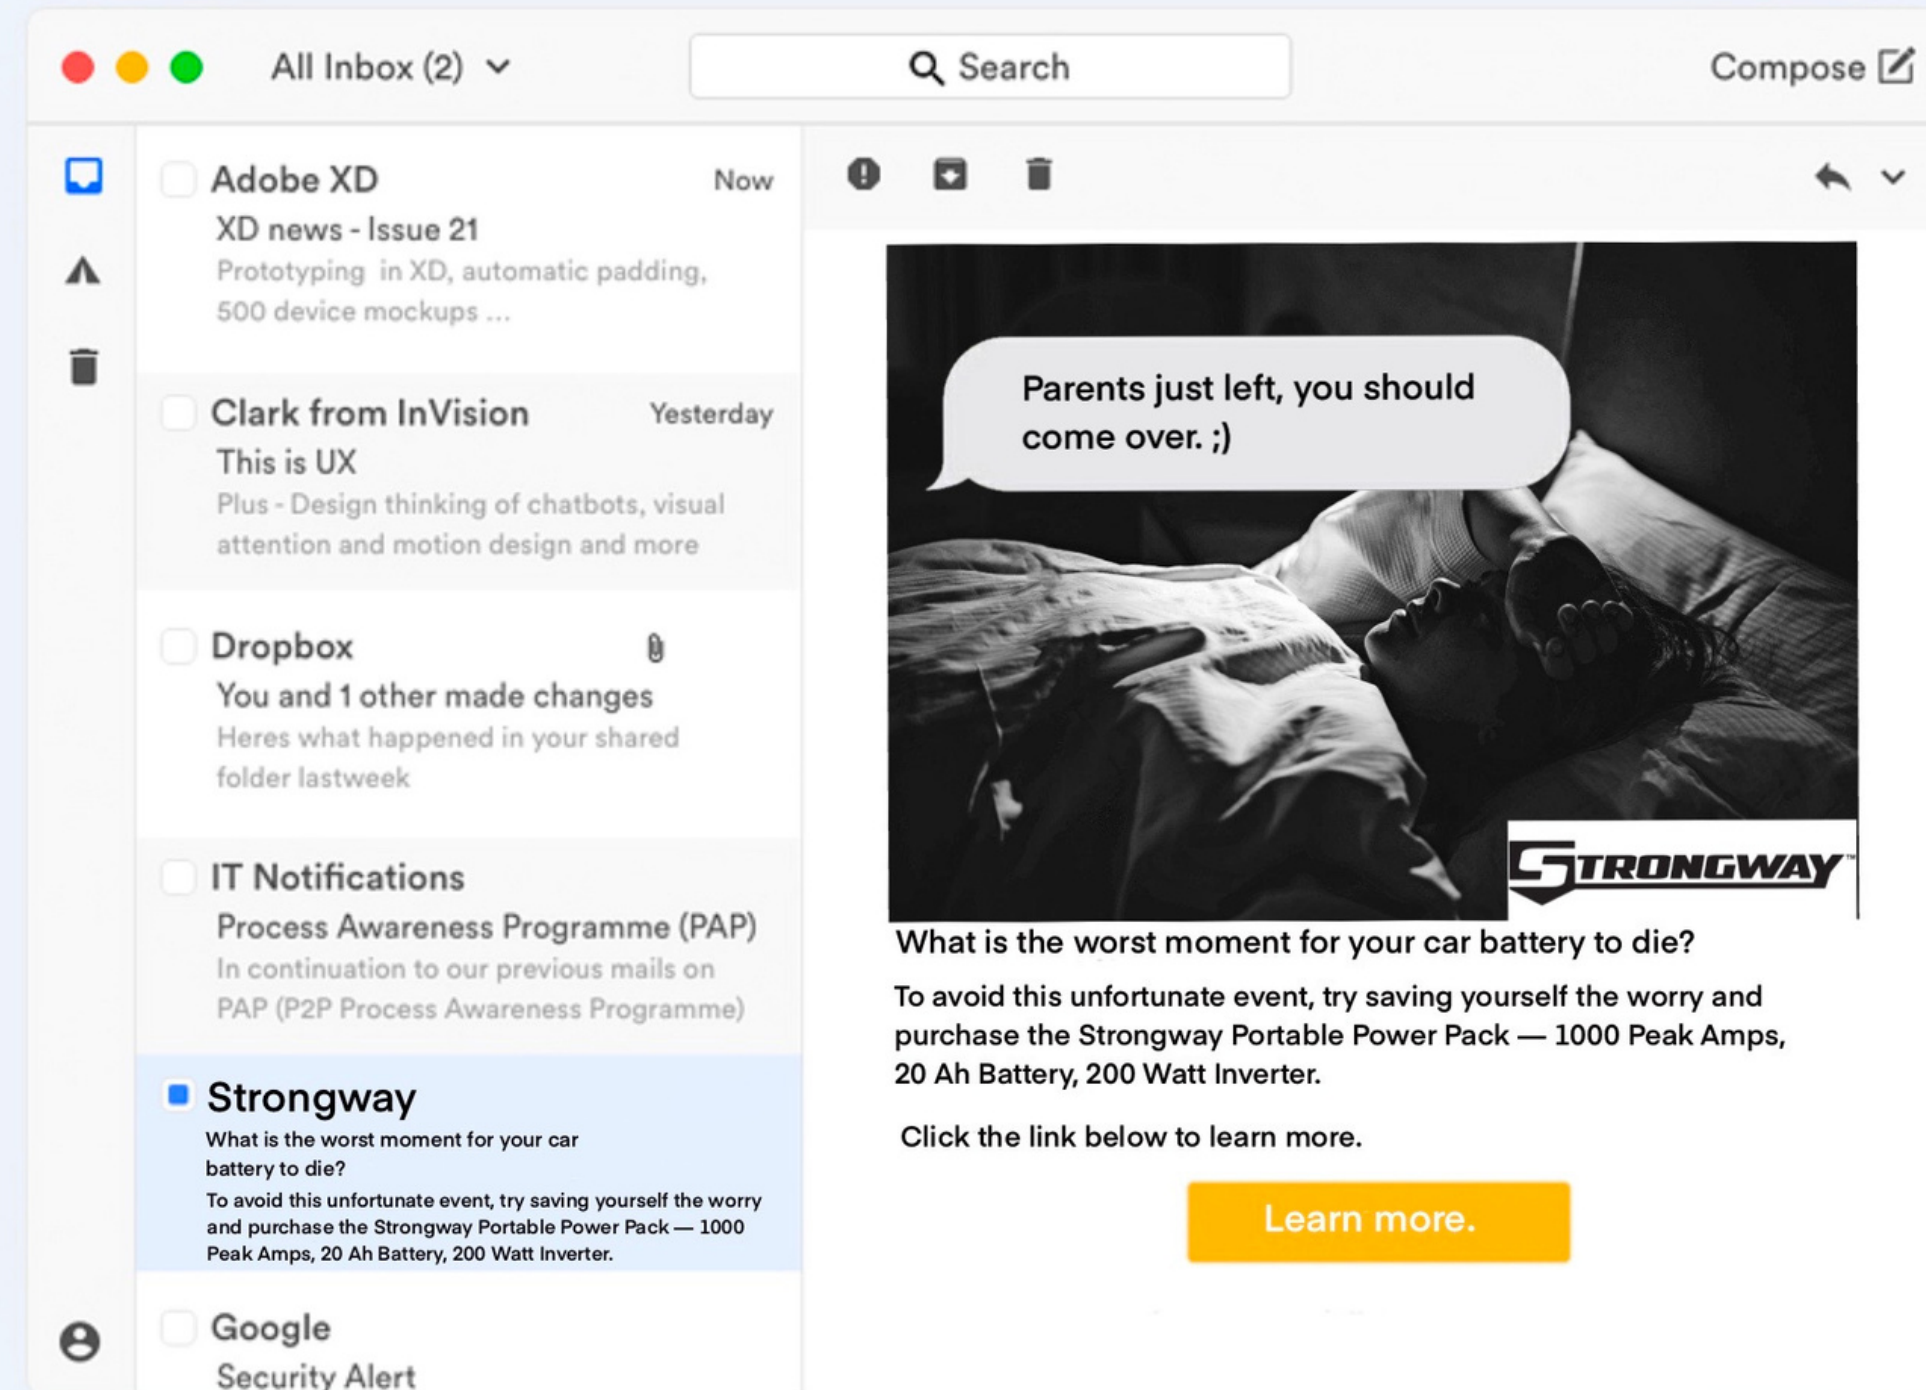 All Inbox (2)
Search
Compose
Adobe XD
Now
XD news - Issue 21
Prototyping in XD, automatic padding,
500 device mockups ...
Clark from InVision
Yesterday
This is UX
Plus - Design thinking of chatbots, visual
attention and motion design and more
Dropbox
You and 1 other made changes
Heres what happened in your shared
folder lastweek
IT Notifications
Process Awareness Programme (PAP)
In continuation to our previous mails on
PAP (P2P Process Awareness Programme)
Strongway
What is the worst moment for your car
battery to die?
To avoid this unfortunate event, try saving yourself the worry
and purchase the Strongway Portable Power Pack — 1000
Peak Amps, 20 Ah Battery, 200 Watt Inverter.
Google
Security Alert
Parents just left, you should
come over. ;)
STRONGWAY™
What is the worst moment for your car battery to die?
To avoid this unfortunate event, try saving yourself the worry and
purchase the Strongway Portable Power Pack — 1000 Peak Amps,
20 Ah Battery, 200 Watt Inverter.
Click the link below to learn more.
Learn more.